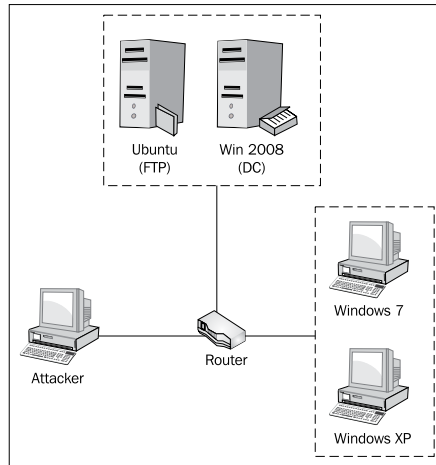 Ubuntu
(FTP)
Win 2008
(DC)
Windows 7
Attacker
Router
Windows XP